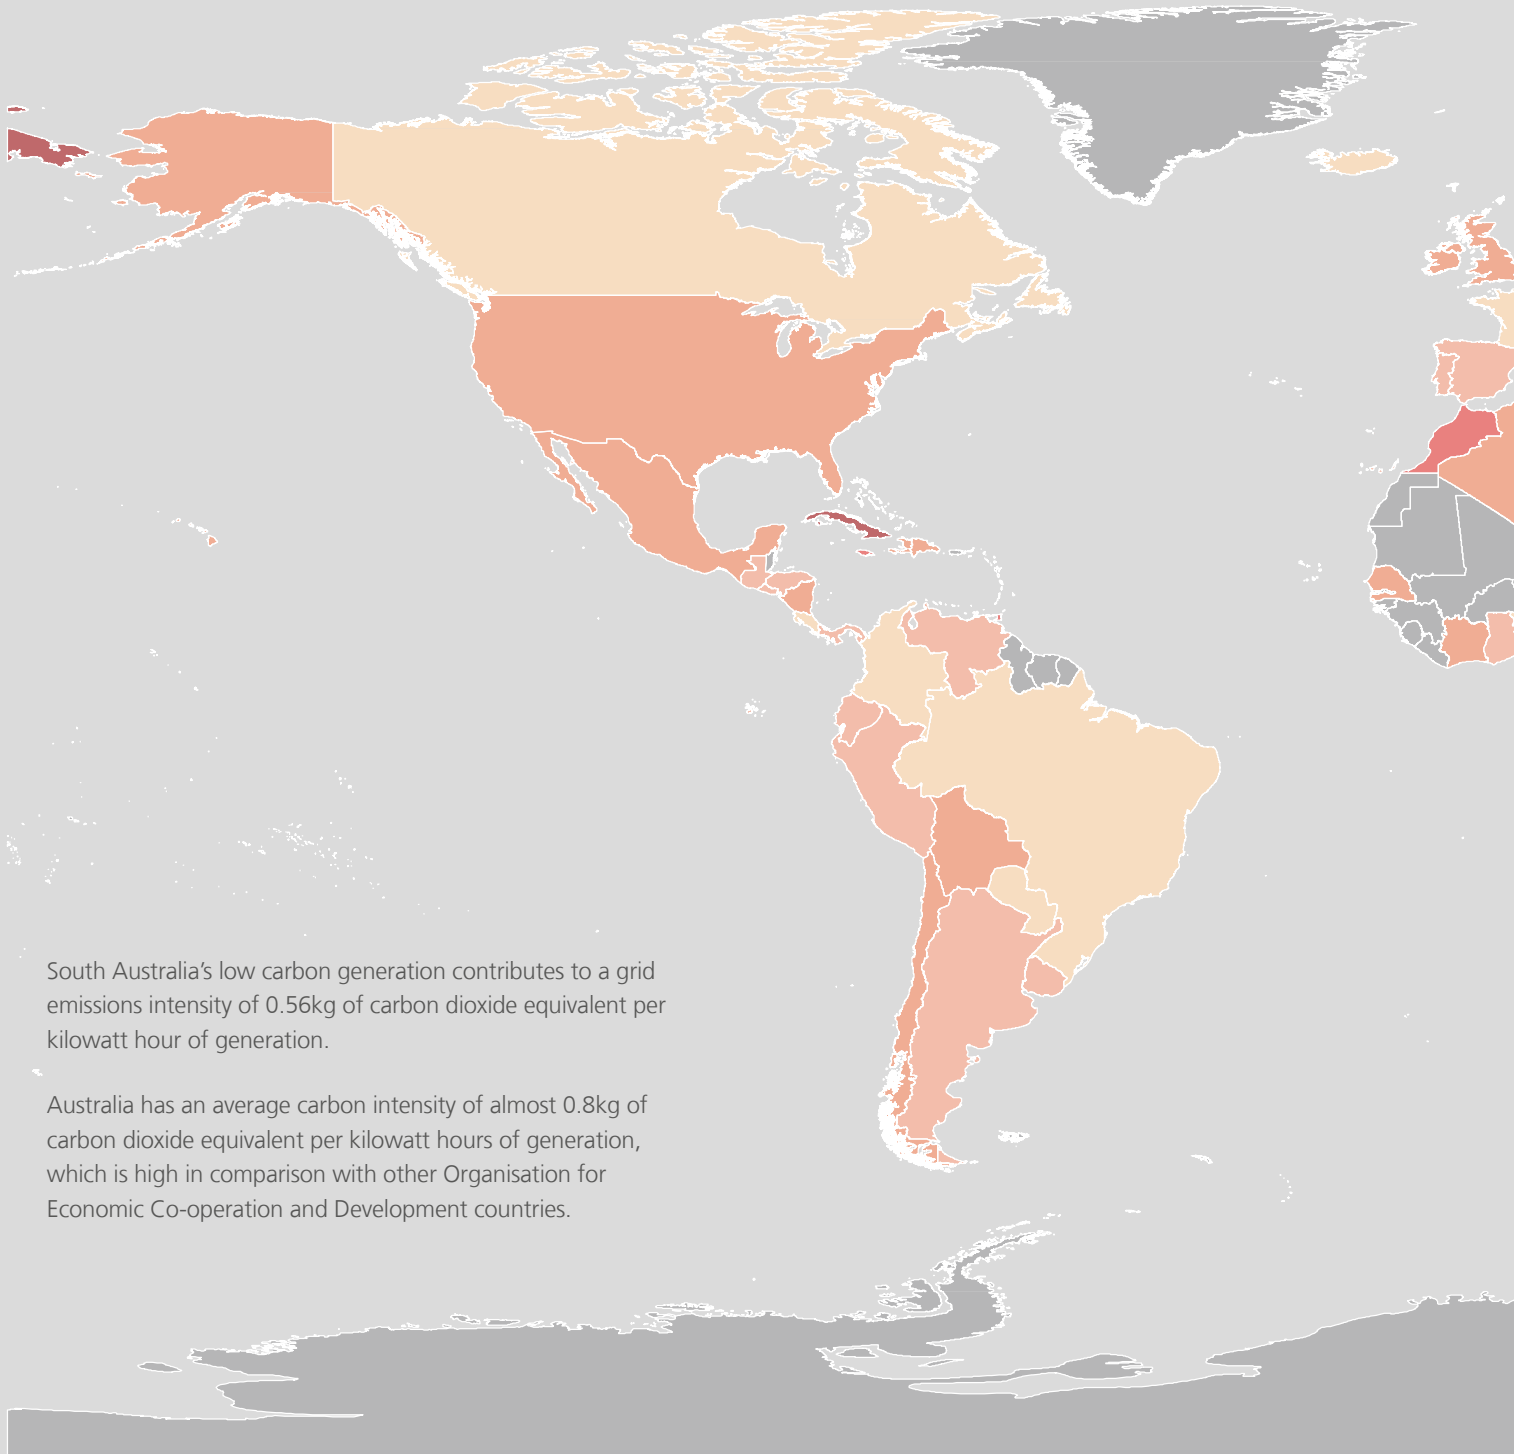 South Australia’s low carbon generation contributes to a grid
emissions intensity of 0.56kg of carbon dioxide equivalent per
kilowatt hour of generation.
Australia has an average carbon intensity of almost 0.8kg of
carbon dioxide equivalent per kilowatt hours of generation,
which is high in comparison with other Organisation for
Economic Co-operation and Development countries.